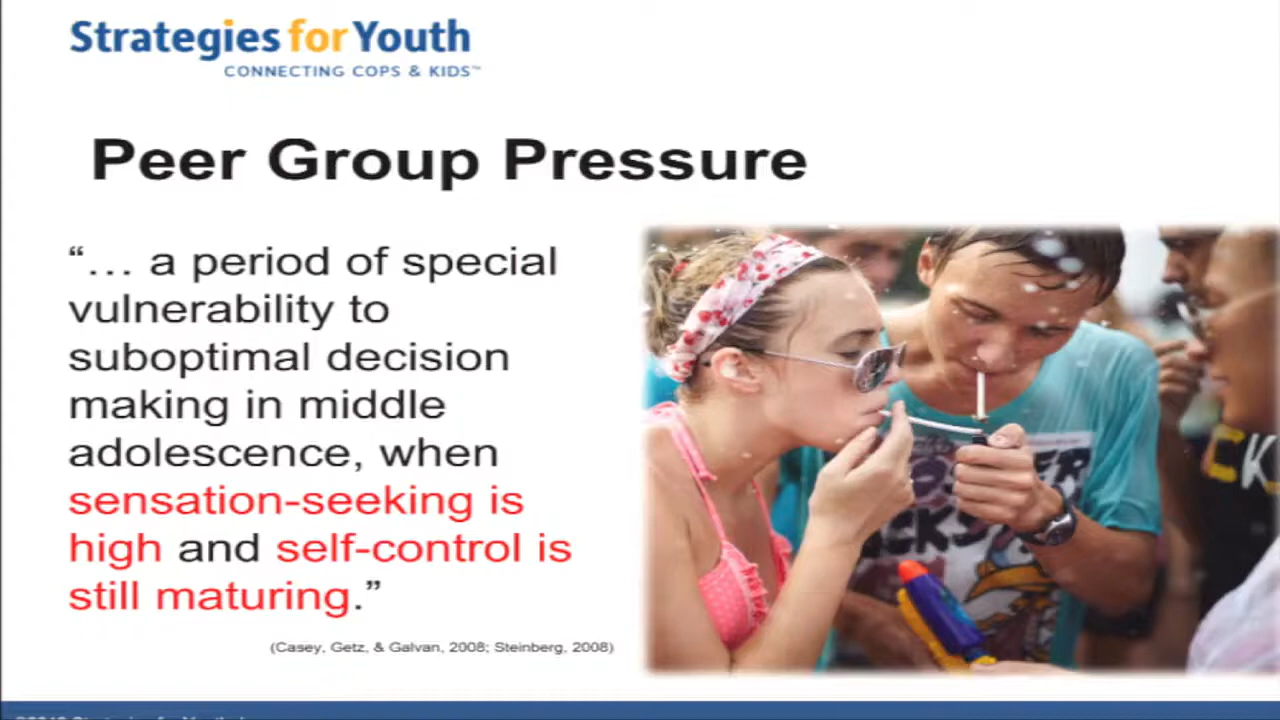 Strategies for Youth
CONNECTING COPS & KIDS™
Peer Group Pressure
“… a period of special
vulnerability to
suboptimal decision
making in middle
adolescence, when
sensation-seeking is
high and self-control is
still maturing.”
(Casey, Getz, & Galvan, 2008; Steinberg, 2008)
CK